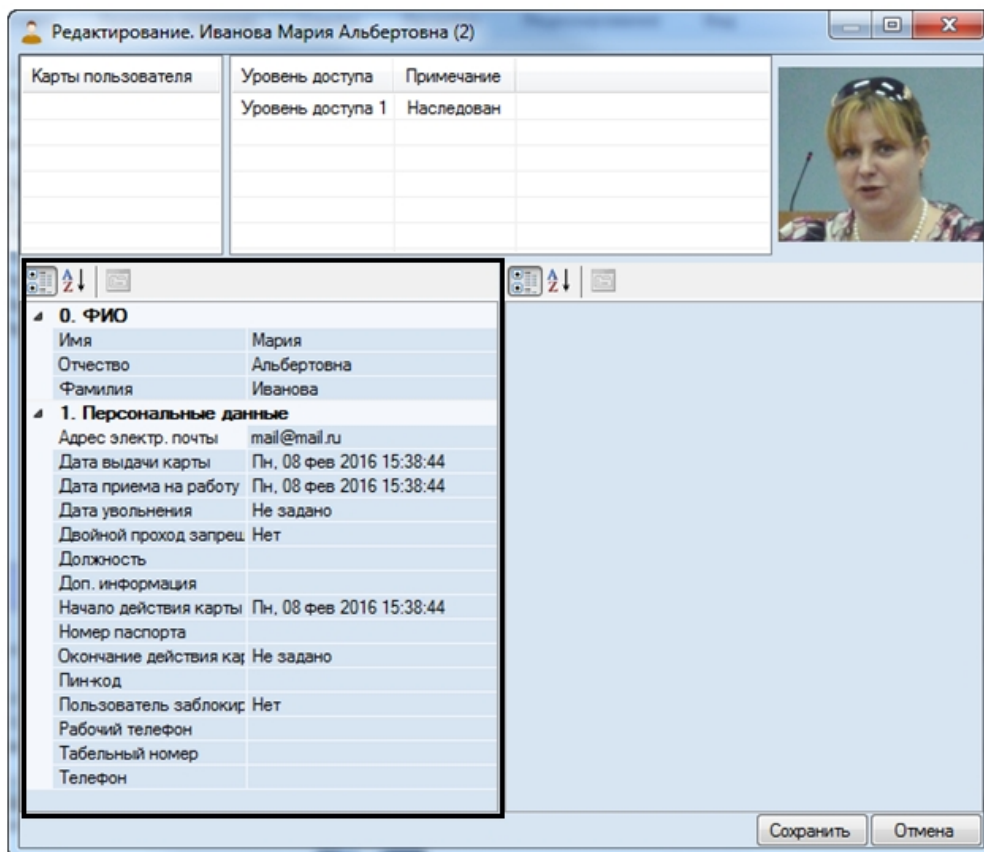 Редактирование. Иванова Мария Альбертовна (2)
Карты пользователя Уровень доступа Примечание
Уровень доступа 1 Наследован
0. ФИО
Имя Мария
Отчество Альбертовна
Фамилия Иванова
1. Персональные данные
Адрес электр. почты mail@mail.ru
Дата выдачи карты Пн, 08 фев 2016 15:38:44
Дата приема на работу Пн, 08 фев 2016 15:38:44
Дата увольнения Не задано
Двойной проход запрещ Нет
Должность
Доп. информация
Начало действия карты Пн, 08 фев 2016 15:38:44
Номер паспорта
Окончание действия кар Не задано
Пин-код
Пользователь заблокир Нет
Рабочий телефон
Табельный номер
Телефон
Сохранить Отмена